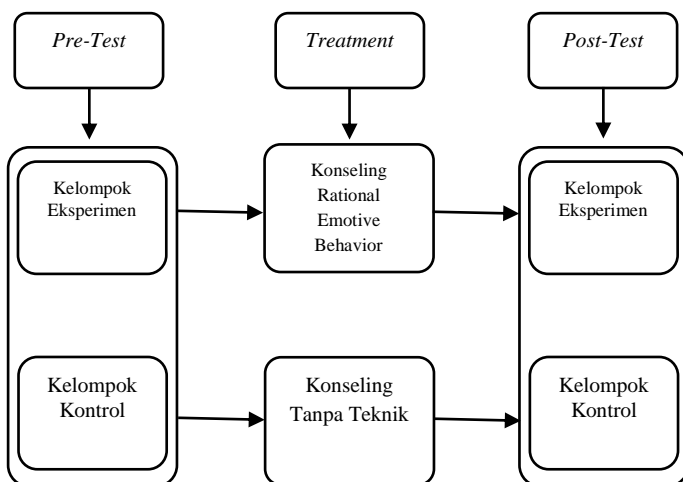 Pre-Test
Treatment
Post-Test
Kelompok
Eksperimen
Konseling
Rational
Emotive
Behavior
Kelompok
Eksperimen
Kelompok
Kontrol
Konseling
Tanpa Teknik
Kelompok
Kontrol